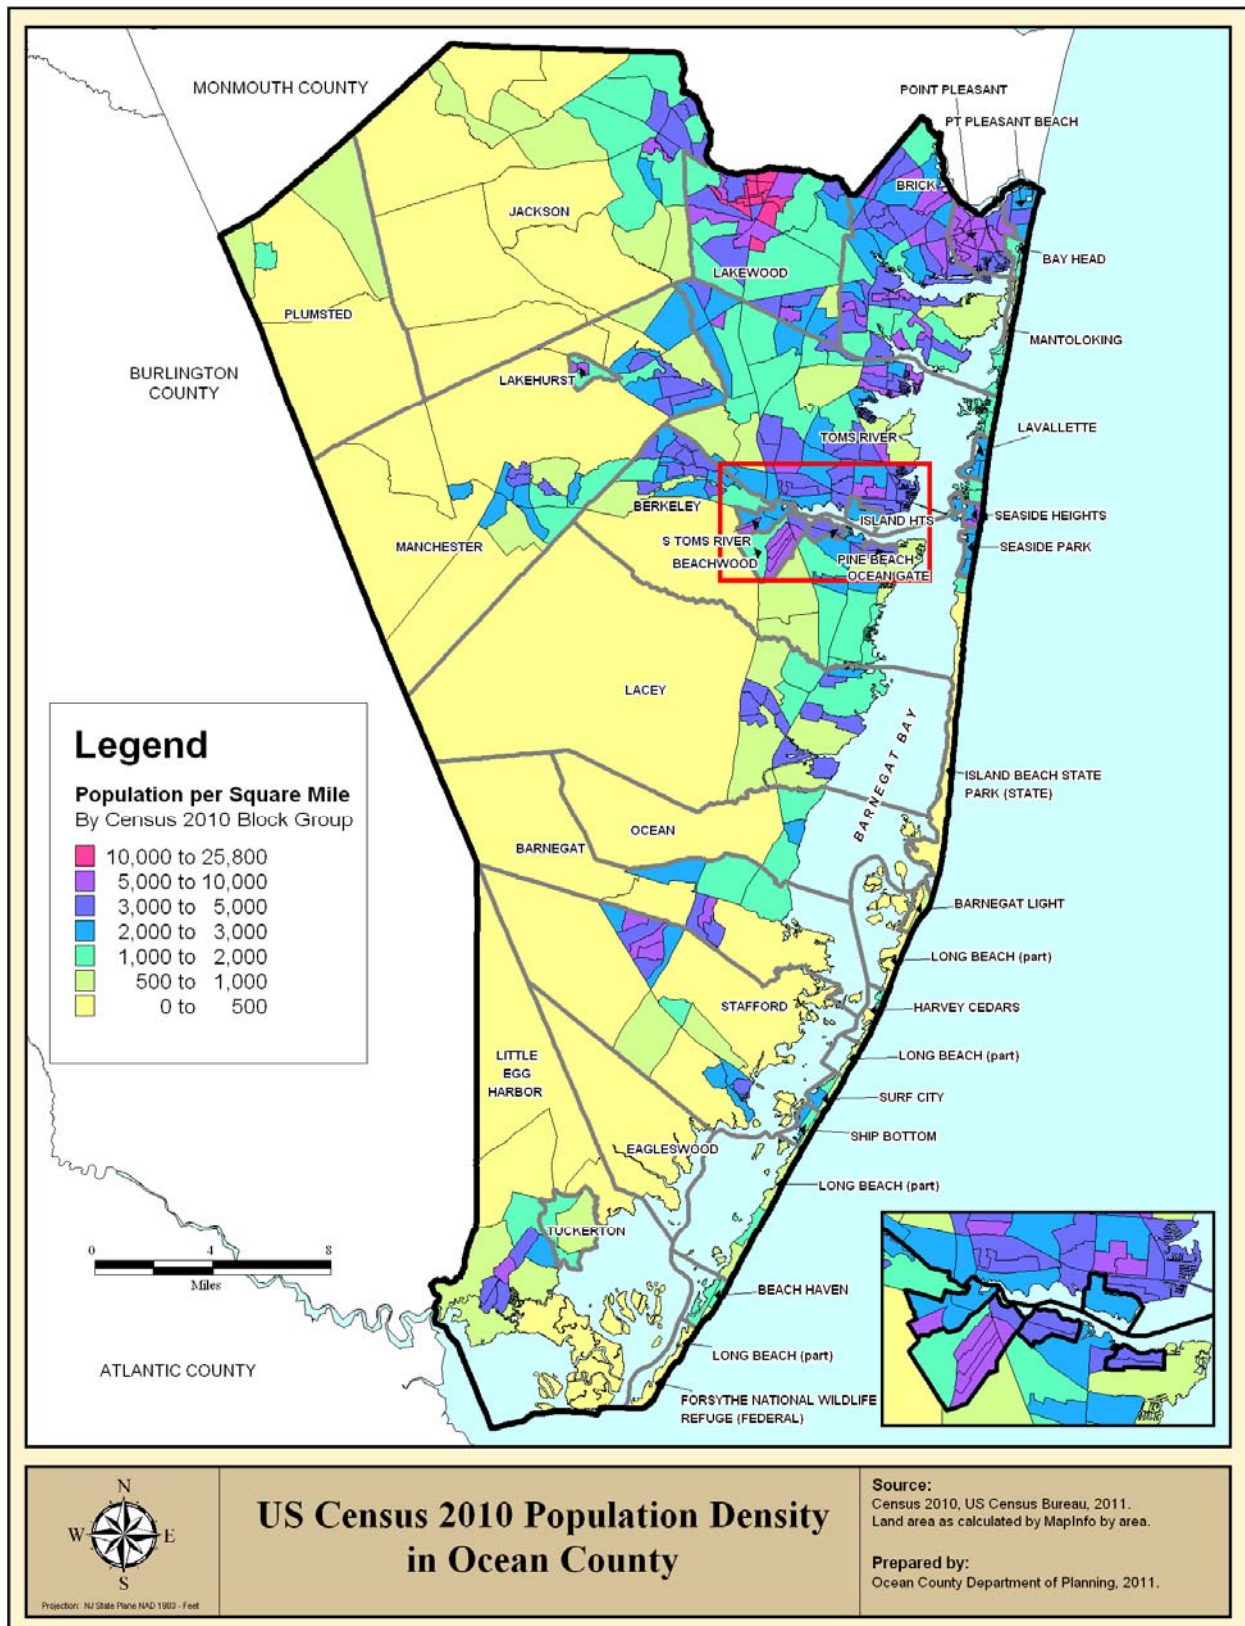 MONMOUTH COUNTY
POINT PLEASANT
PT PLEASANT BEACH
BRICK
JACKSON
BAY HEAD
LAKEWOOD
PLUMSTED
MANTOLOKING
BURLINGTON
COUNTY
LAKEHURST
LAVALLETTE
TOMS RIVER
BERKELEY
ISLAND HTS
SEASIDE HEIGHTS
S TOMS RIVER
MANCHESTER
SEASIDE PARK
BEACHWOOD
PINE BEACH
OCEAN GATE
LACEY
BARNEGAT BAY
Legend
Population per Square Mile
By Census 2010 Block Group
10,000 to 25,800
5,000 to 10,000
3,000 to 5,000
2,000 to 3,000
1,000 to 2,000
500 to 1,000
0 to 500
ISLAND BEACH STATE
PARK (STATE)
OCEAN
BARNEGAT
BARNEGAT LIGHT
LONG BEACH (part)
STAFFORD
HARVEY CEDARS
LITTLE
EGG
HARBOR
LONG BEACH (part)
SURF CITY
SHIP BOTTOM
EAGLESWOOD
LONG BEACH (part)
TUCKERTON
0 4 8
Miles
BEACH HAVEN
LONG BEACH (part)
ATLANTIC COUNTY
FORSYTHE NATIONAL WILDLIFE
REFUGE (FEDERAL)
N
W E
S
Projection: NJ State Plane NAD 1983 - Feet
US Census 2010 Population Density
in Ocean County
Source:
Census 2010, US Census Bureau, 2011.
Land area as calculated by MapInfo by area.
Prepared by:
Ocean County Department of Planning, 2011.